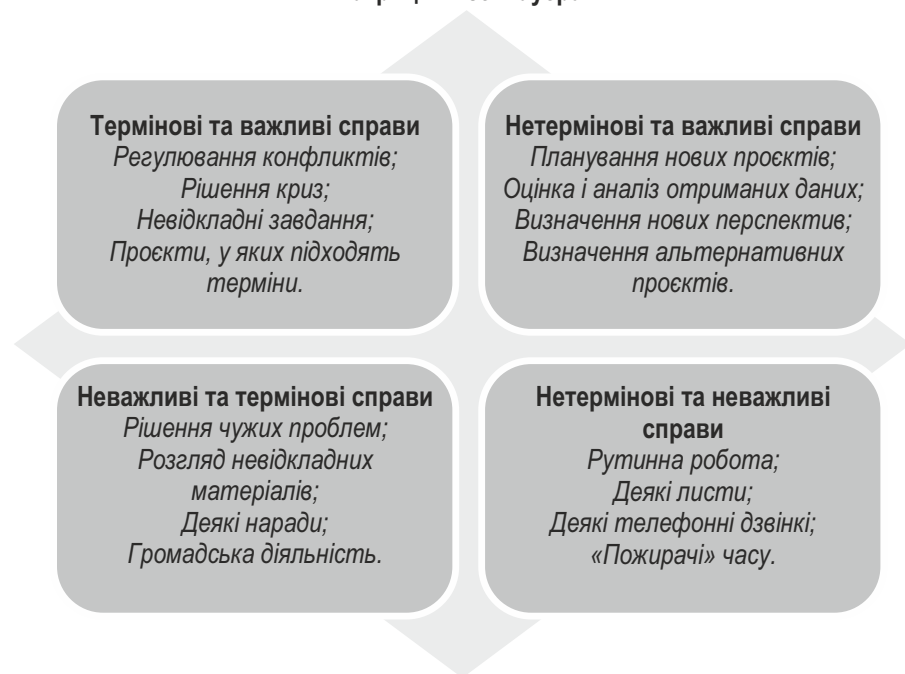 Термінові та важливі справи
Регулювання конфліктів;
Рішення криз;
Невідкладні завдання;
Проєкти, у яких підходять
терміни.
Нетермінові та важливі справи
Планування нових проєктів;
Оцінка і аналіз отриманих даних;
Визначення нових перспектив;
Визначення альтернативних
проєктів.
Неважливі та термінові справи
Рішення чужих проблем;
Розгляд невідкладних
матеріалів;
Деякі наради;
Громадська діяльність.
Нетермінові та неважливі
справи
Рутинна робота;
Деякі листи;
Деякі телефонні дзвінкі;
«Пожирачі» часу.